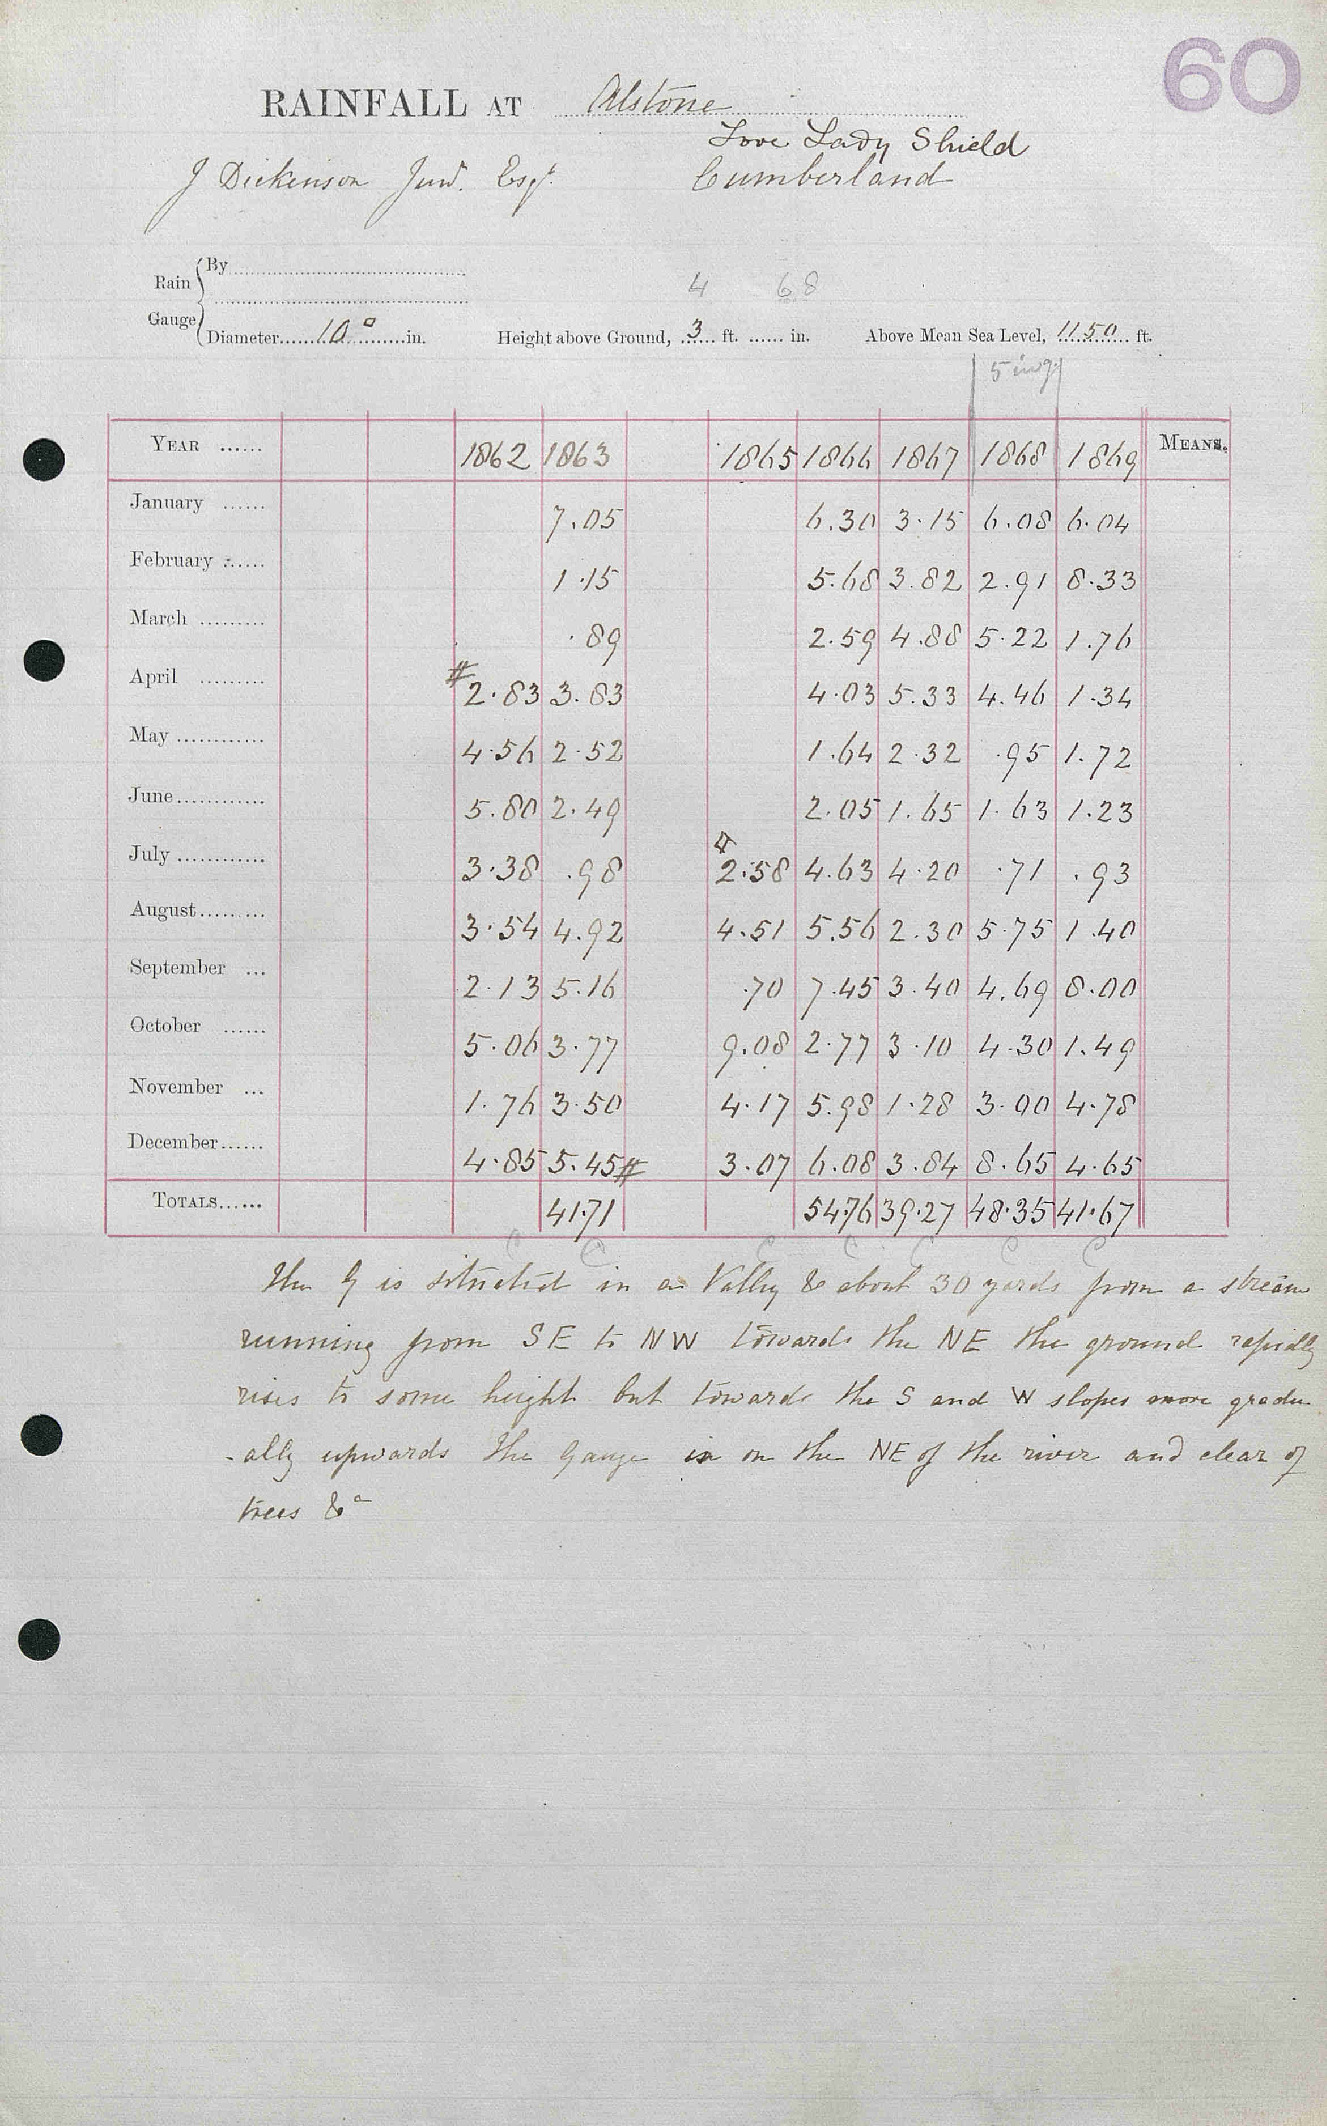 60
RAINFALL AT Alstone
Love Lady Shield
J Dickenson Junr. Esqr. Cumberland
Rain Gauge { By
4 68
Diameter 10 in. Height above Ground, 3 ft. in. Above Mean Sea Level, 1150 ft.
5 in g
YEAR 1862 1863 1865 1866 1867 1868 1869 MEANS.
January 7.05 6.30 3.15 6.08 6.04
February 1.15 5.68 3.82 2.91 8.33
March .89 2.59 4.88 5.22 1.76
April #2.83 3.83 4.03 5.33 4.46 1.34
May 4.56 2.52 1.64 2.32 .95 1.72
June 5.80 2.49 2.05 1.65 1.63 1.23
July 3.38 .98 2.58 4.63 4.20 .71 .93
August 3.54 4.92 4.51 5.56 2.30 5.75 1.40
September 2.13 5.16 .70 7.45 3.40 4.69 8.00
October 5.06 3.77 9.08 2.77 3.10 4.30 1.49
November 1.76 3.50 4.17 5.98 1.28 3.00 4.78
December 4.85 5.45# 3.07 6.08 3.84 8.65 4.65
TOTALS 41.71 54.76 39.27 48.35 41.67
C C C C C C C
The G is situated in a Valley & about 30 yards from a stream
running from SE to NW towards the NE the ground rapidly
rises to some height but towards the S and W slopes more gradu
-ally upwards the Gauge is on the NE of the river and clear of
trees &c